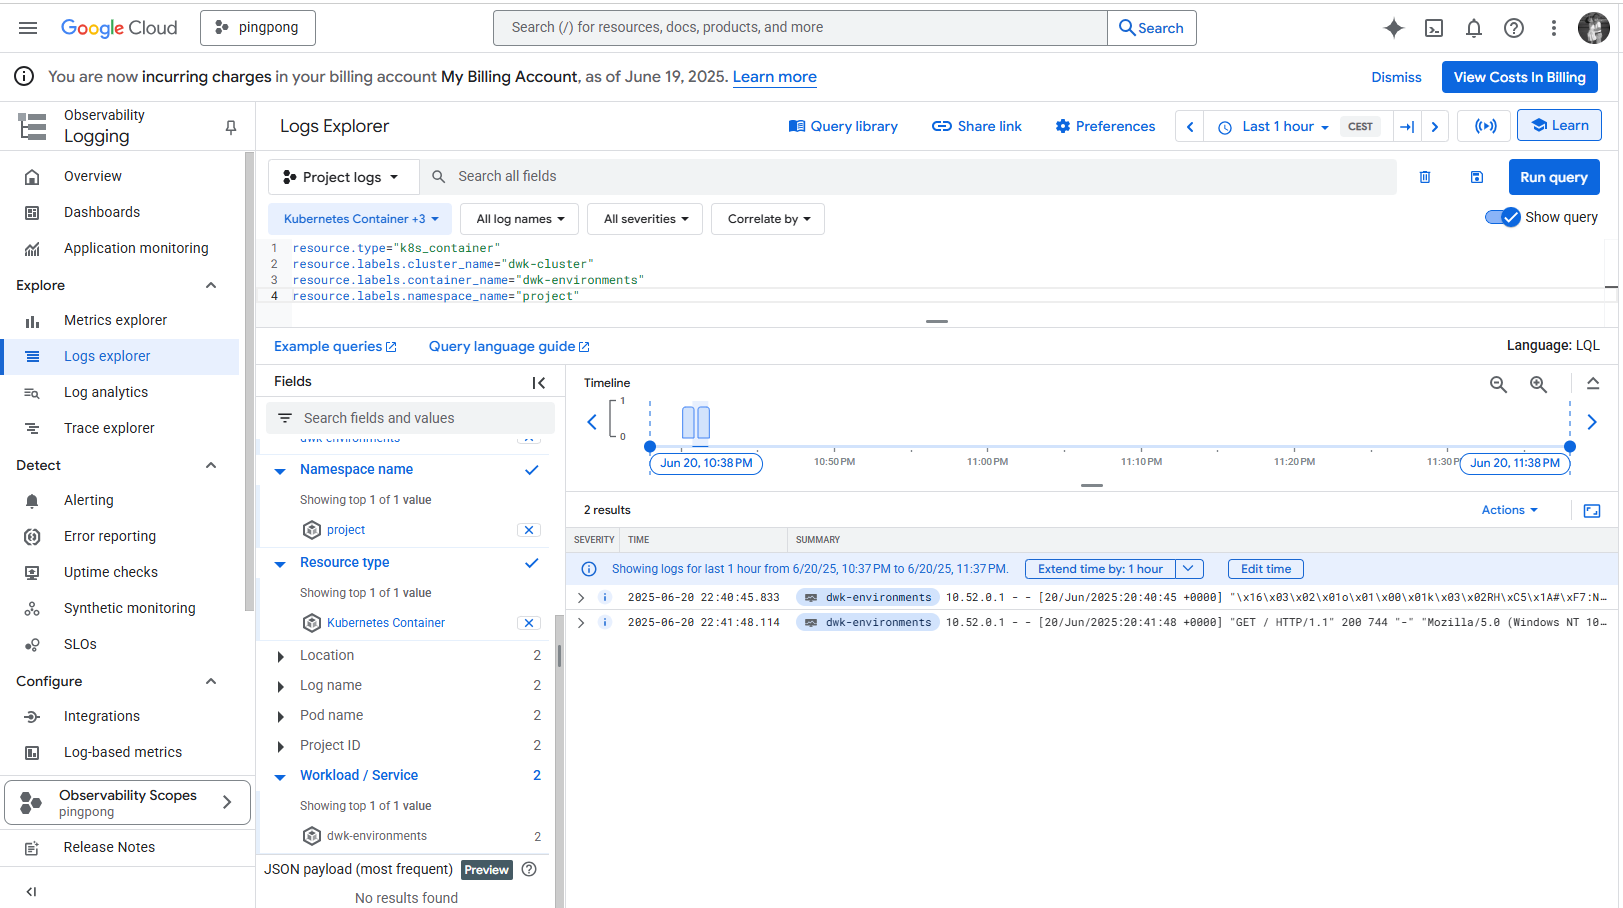 Google Cloud
pingpong
Search (/) for resources, docs, products, and more
Search
You are now incurring charges in your billing account My Billing Account, as of June 19, 2025. Learn more
Dismiss
View Costs In Billing
Observability
Logging
Logs Explorer
Query library
Share link
Preferences
Last 1 hour
CEST
Learn
Overview
Dashboards
Application monitoring
Explore
Metrics explorer
Logs explorer
Log analytics
Trace explorer
Detect
Alerting
Error reporting
Uptime checks
Synthetic monitoring
SLOs
Configure
Integrations
Log-based metrics
Observability Scopes
pingpong
Release Notes
Project logs
Search all fields
Run query
Kubernetes Container +3
All log names
All severities
Correlate by
Show query
1 resource.type="k8s_container"
2 resource.labels.cluster_name="dwk-cluster"
3 resource.labels.container_name="dwk-environments"
4 resource.labels.namespace_name="project"
Example queries
Query language guide
Language: LQL
Fields
Search fields and values
dwk-environments
Namespace name
Showing top 1 of 1 value
project
Resource type
Showing top 1 of 1 value
Kubernetes Container
Location 2
Log name 2
Pod name 2
Project ID 2
Workload / Service 2
Showing top 1 of 1 value
dwk-environments 2
JSON payload (most frequent) Preview
No results found
Timeline
1
0
Jun 20, 10:38 PM
10:50 PM
11:00 PM
11:10 PM
11:20 PM
11:30 P
Jun 20, 11:38 PM
2 results
Actions
SEVERITY TIME SUMMARY
Showing logs for last 1 hour from 6/20/25, 10:37 PM to 6/20/25, 11:37 PM.
Extend time by: 1 hour
Edit time
i 2025-06-20 22:40:45.833 dwk-environments 10.52.0.1 - - [20/Jun/2025:20:40:45 +0000] "\x16\x03\x02\x01o\x01\x00\x01k\x03\x02RH\xC5\x1A#\xF7:N…
i 2025-06-20 22:41:48.114 dwk-environments 10.52.0.1 - - [20/Jun/2025:20:41:48 +0000] "GET / HTTP/1.1" 200 744 "-" "Mozilla/5.0 (Windows NT 10…